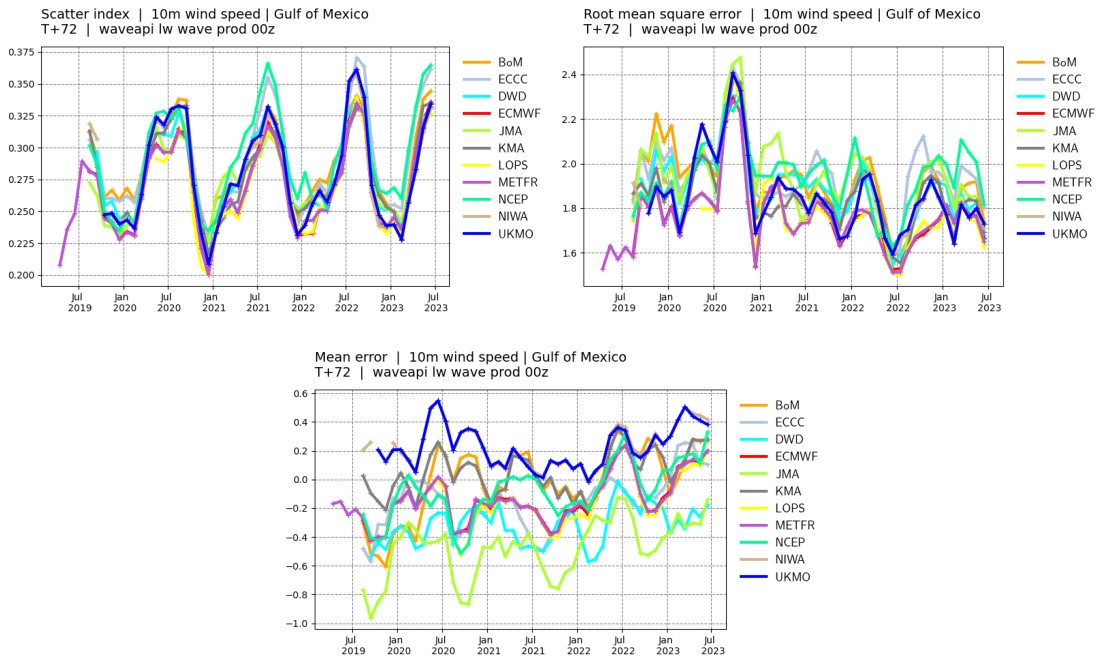 Scatter index | 10m wind speed | Gulf of Mexico
T+72 | waveapi lw wave prod 00z
0.375
0.350
0.325
0.300
0.275
0.250
0.225
0.200
Jul 2019
Jan 2020
Jul 2020
Jan 2021
Jul 2021
Jan 2022
Jul 2022
Jan 2023
Jul 2023
BoM
ECCC
DWD
ECMWF
JMA
KMA
LOPS
METFR
NCEP
NIWA
UKMO
Root mean square error | 10m wind speed | Gulf of Mexico
T+72 | waveapi lw wave prod 00z
2.4
2.2
2.0
1.8
1.6
Jul 2019
Jan 2020
Jul 2020
Jan 2021
Jul 2021
Jan 2022
Jul 2022
Jan 2023
Jul 2023
BoM
ECCC
DWD
ECMWF
JMA
KMA
LOPS
METFR
NCEP
NIWA
UKMO
Mean error | 10m wind speed | Gulf of Mexico
T+72 | waveapi lw wave prod 00z
0.6
0.4
0.2
0.0
−0.2
−0.4
−0.6
−0.8
−1.0
Jul 2019
Jan 2020
Jul 2020
Jan 2021
Jul 2021
Jan 2022
Jul 2022
Jan 2023
Jul 2023
BoM
ECCC
DWD
ECMWF
JMA
KMA
LOPS
METFR
NCEP
NIWA
UKMO